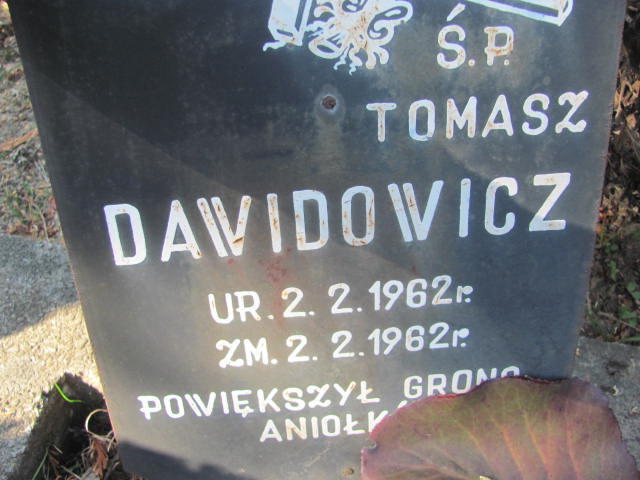 Ś.P.
TOMASZ
DAWIDOWICZ
UR. 2. 2. 1962r.
ZM. 2. 2. 1962r.
POWIĘKSZYŁ GRONO